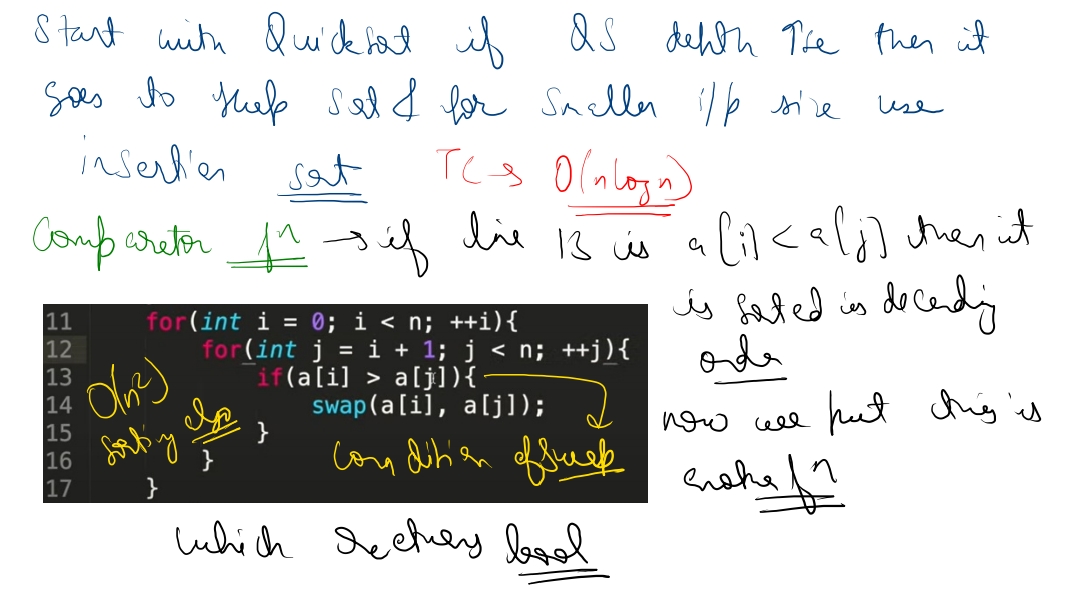 Start with Quicksort if QS depth ↑se then it
goes to Heap sort & for smaller i/p size use
insertion sort TC → O(nlogn)
Comparator fn → if line 13 is a[i] < a[j] then it
is sorted in decending
order
11 for(int i = 0; i < n; ++i){
12 for(int j = i + 1; j < n; ++j){
13 if(a[i] > a[j]){
14 swap(a[i], a[j]);
15 }
16 }
17 }
O(n²)
sorting
condition of swap
now we put this in
another fn
which returns bool